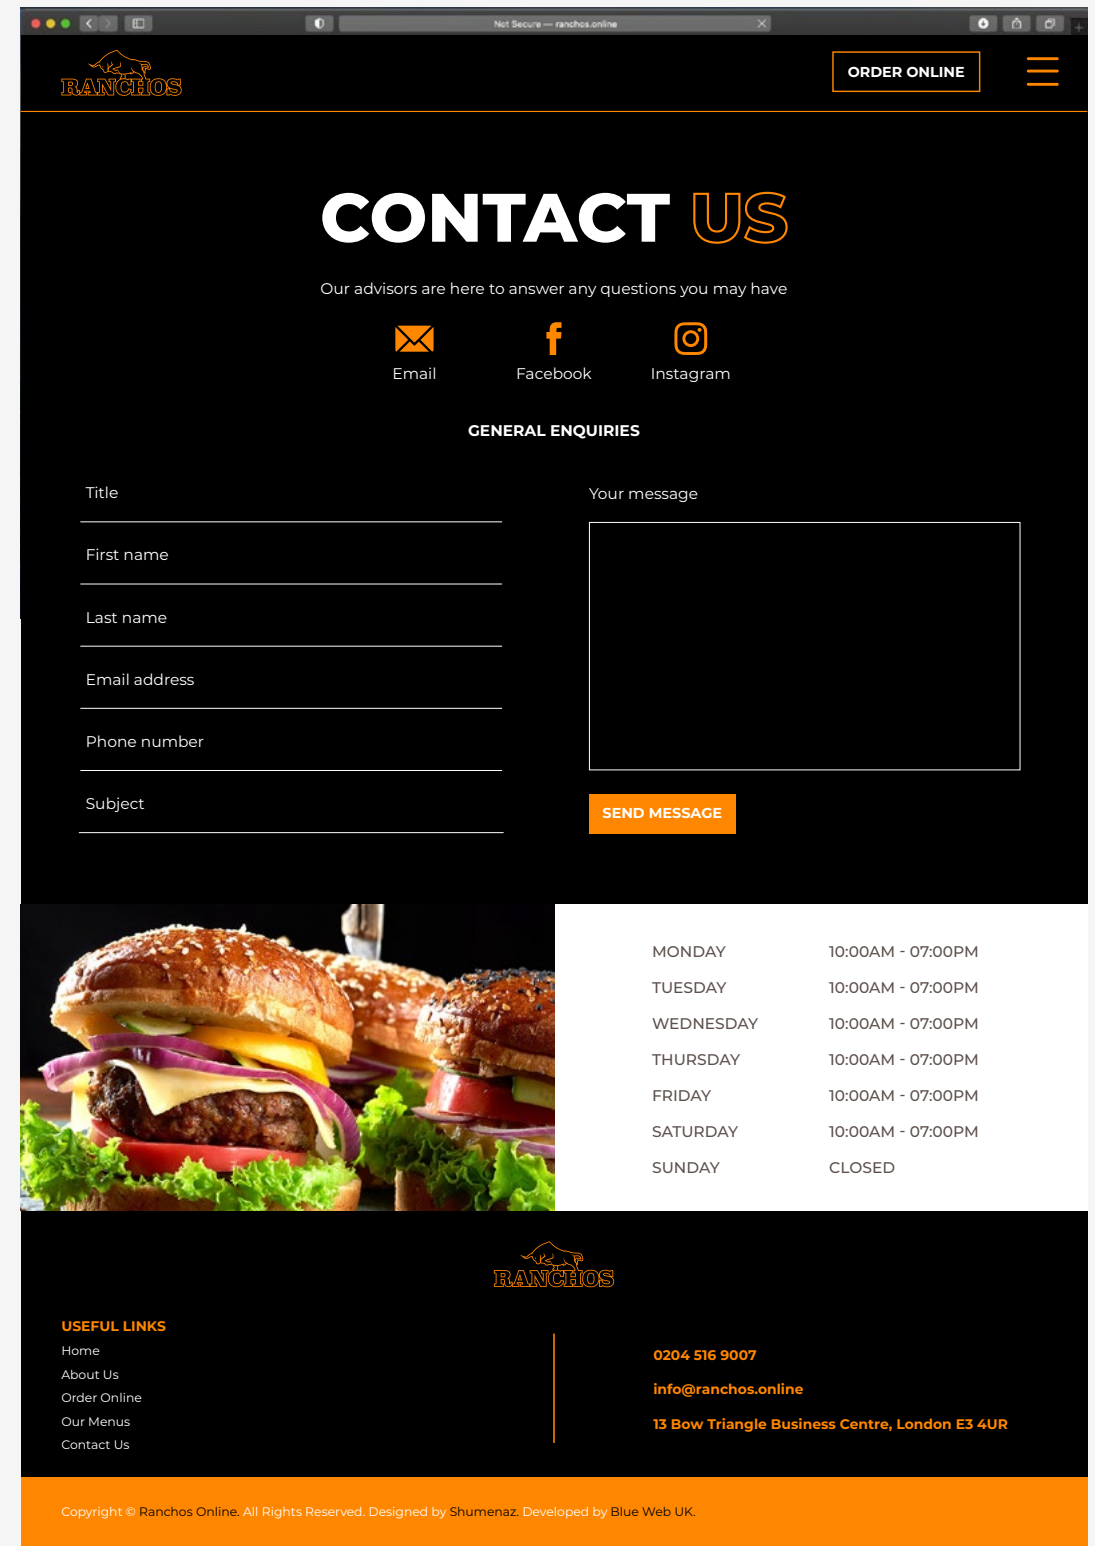 Not Secure — ranchos.online
RANCHOS
ORDER ONLINE
CONTACT US
Our advisors are here to answer any questions you may have
Email
Facebook
Instagram
GENERAL ENQUIRIES
Title
First name
Last name
Email address
Phone number
Subject
Your message
SEND MESSAGE
MONDAY 10:00AM - 07:00PM
TUESDAY 10:00AM - 07:00PM
WEDNESDAY 10:00AM - 07:00PM
THURSDAY 10:00AM - 07:00PM
FRIDAY 10:00AM - 07:00PM
SATURDAY 10:00AM - 07:00PM
SUNDAY CLOSED
RANCHOS
USEFUL LINKS
Home
About Us
Order Online
Our Menus
Contact Us
0204 516 9007
info@ranchos.online
13 Bow Triangle Business Centre, London E3 4UR
Copyright © Ranchos Online. All Rights Reserved. Designed by Shumenaz. Developed by Blue Web UK.